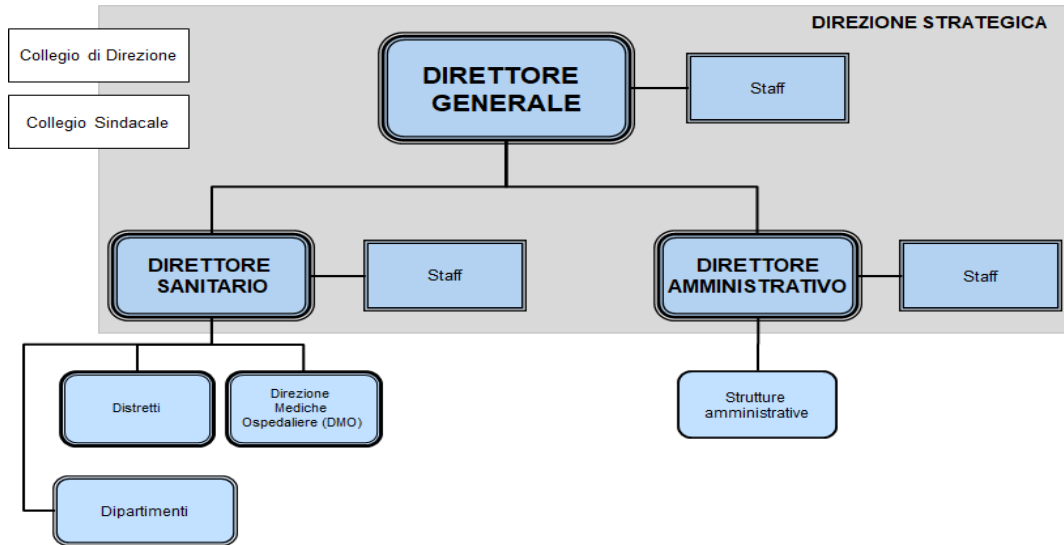 DIREZIONE STRATEGICA
Collegio di Direzione
Collegio Sindacale
DIRETTORE
GENERALE
Staff
DIRETTORE
SANITARIO
Staff
DIRETTORE
AMMINISTRATIVO
Staff
Distretti
Direzione
Mediche
Ospedaliere (DMO)
Strutture
amministrative
Dipartimenti